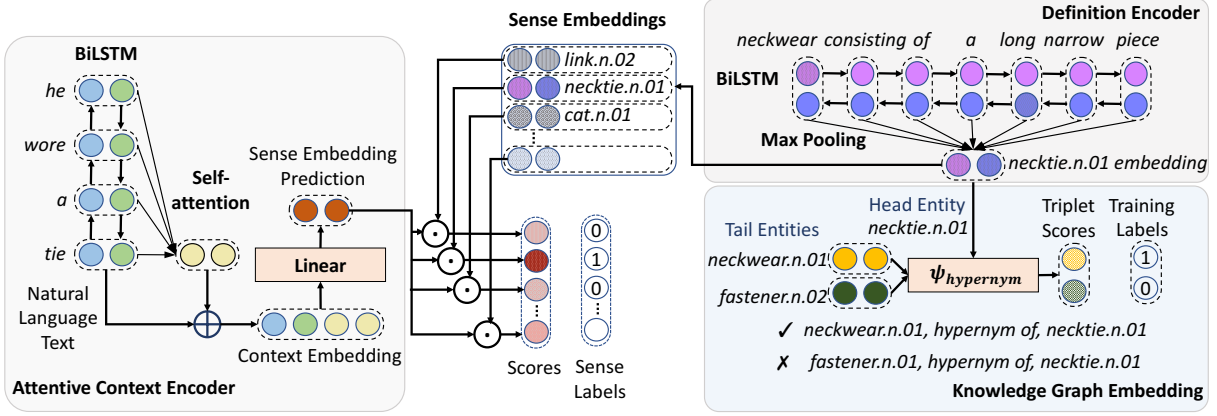 BiLSTM
he
wore
a
tie
Self-
attention
Natural
Language
Text
Sense Embedding
Prediction
Linear
Context Embedding
Attentive Context Encoder
Sense Embeddings
link.n.02
necktie.n.01
cat.n.01
0
1
0
Scores
Sense
Labels
Definition Encoder
neckwear consisting of a long narrow piece
BiLSTM
Max Pooling
necktie.n.01 embedding
Head Entity
necktie.n.01
Tail Entities
neckwear.n.01
fastener.n.02
ψhypernym
Triplet
Scores
Training
Labels
1
0
✓ neckwear.n.01, hypernym of, necktie.n.01
✗ fastener.n.01, hypernym of, necktie.n.01
Knowledge Graph Embedding